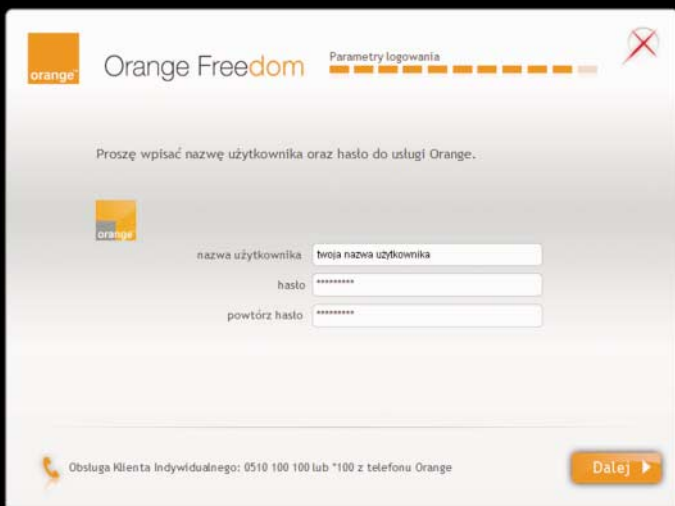 orange™
Orange Freedom
Parametry logowania
Proszę wpisać nazwę użytkownika oraz hasło do usługi Orange.
orange
nazwa użytkownika
twoja nazwa użytkownika
hasło
*********
powtórz hasło
*********
Obsługa Klienta Indywidualnego: 0510 100 100 lub *100 z telefonu Orange
Dalej